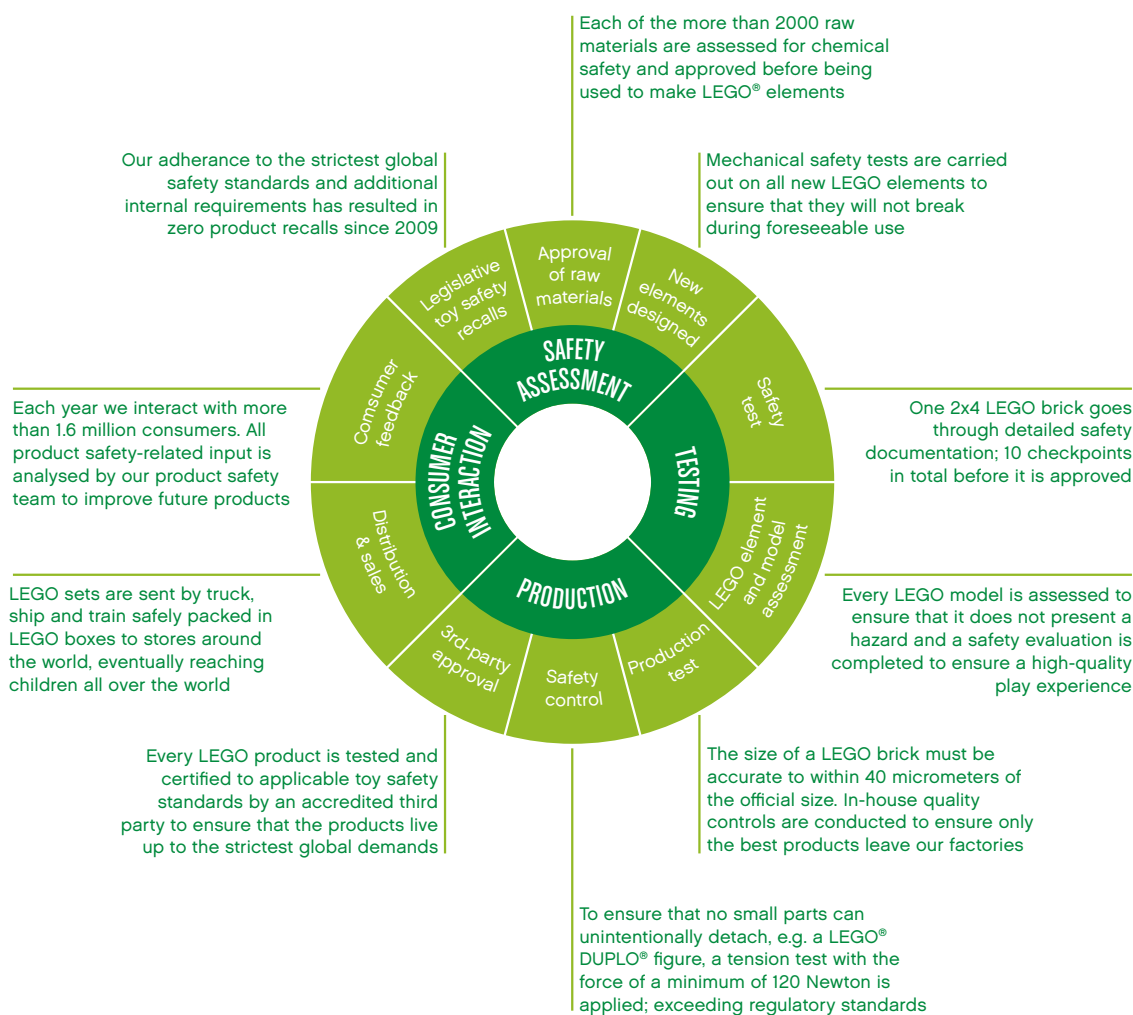 Each of the more than 2000 raw
materials are assessed for chemical
safety and approved before being
used to make LEGO® elements
Our adherance to the strictest global
safety standards and additional
internal requirements has resulted in
zero product recalls since 2009
Mechanical safety tests are carried
out on all new LEGO elements to
ensure that they will not break
during foreseeable use
Legislative
toy safety
recalls
Approval
of raw
materials
New
elements
designed
SAFETY
ASSESSMENT
Comsumer
feedback
Safety
test
Each year we interact with more
than 1.6 million consumers. All
product safety-related input is
analysed by our product safety
team to improve future products
CONSUMER
INTERACTION
TESTING
One 2x4 LEGO brick goes
through detailed safety
documentation; 10 checkpoints
in total before it is approved
Distribution
& sales
LEGO element
and model
assessment
PRODUCTION
LEGO sets are sent by truck,
ship and train safely packed in
LEGO boxes to stores around
the world, eventually reaching
children all over the world
3rd-party
approval
Safety
control
Production
test
Every LEGO model is assessed to
ensure that it does not present a
hazard and a safety evaluation is
completed to ensure a high-quality
play experience
Every LEGO product is tested and
certified to applicable toy safety
standards by an accredited third
party to ensure that the products live
up to the strictest global demands
The size of a LEGO brick must be
accurate to within 40 micrometers of
the official size. In-house quality
controls are conducted to ensure only
the best products leave our factories
To ensure that no small parts can
unintentionally detach, e.g. a LEGO®
DUPLO® figure, a tension test with the
force of a minimum of 120 Newton is
applied; exceeding regulatory standards